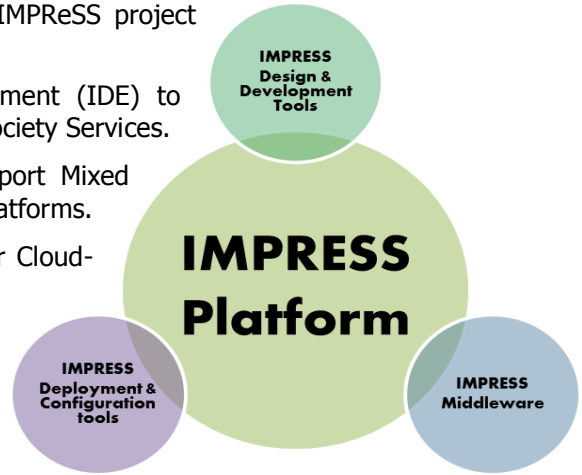 IMPReSS project
ment (IDE) to
ociety Services.
port Mixed
atforms.
r Cloud-
IMPRESS
Design &
Development
Tools
IMPRESS
Platform
IMPRESS
Deployment &
Configuration
tools
IMPRESS
Middleware